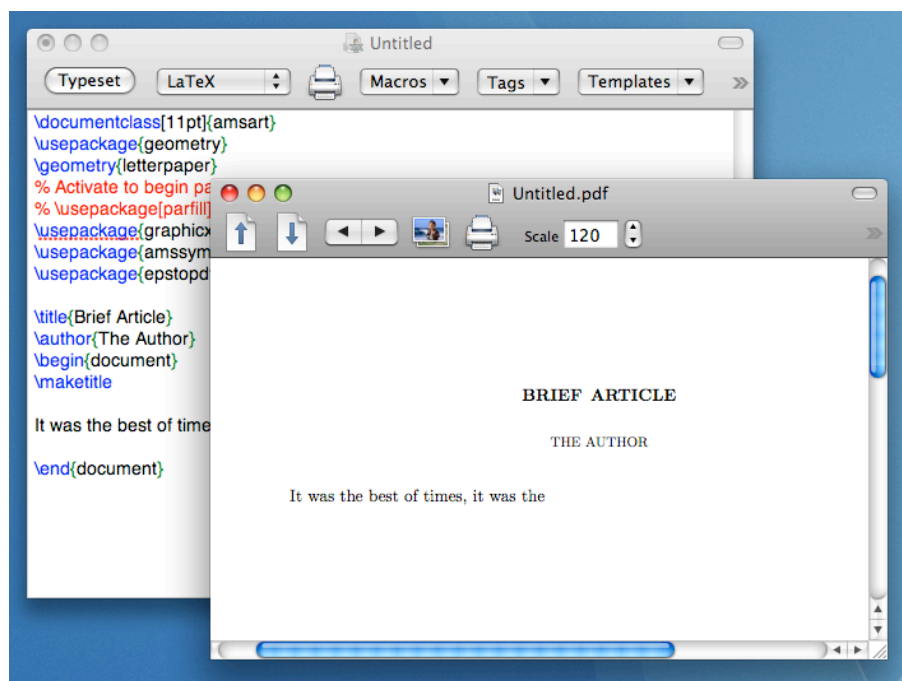 Untitled
Typeset LaTeX Macros Tags Templates
\documentclass[11pt]{amsart}
\usepackage{geometry}
\geometry{letterpaper}
% Activate to begin pa
% \usepackage[parfill]
\usepackage{graphicx
\usepackage{amssym
\usepackage{epstopd
\title{Brief Article}
\author{The Author}
\begin{document}
\maketitle
It was the best of time
\end{document}
Untitled.pdf
Scale 120
BRIEF ARTICLE
THE AUTHOR
It was the best of times, it was the